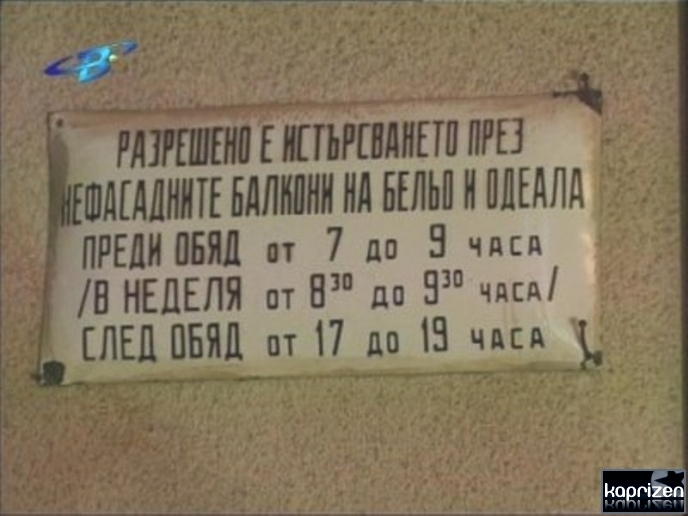 РАЗРЕШЕНО Е ИСТЪРСВАНЕТО ПРЕЗ
НЕФАСАДНИТЕ БАЛКОНИ НА БЕЛЬО И ОДЕАЛА
ПРЕДИ ОБЯД от 7 до 9 ЧАСА
/В НЕДЕЛЯ от 8³⁰ до 9³⁰ ЧАСА/
СЛЕД ОБЯД от 17 до 19 ЧАСА
kaprizen